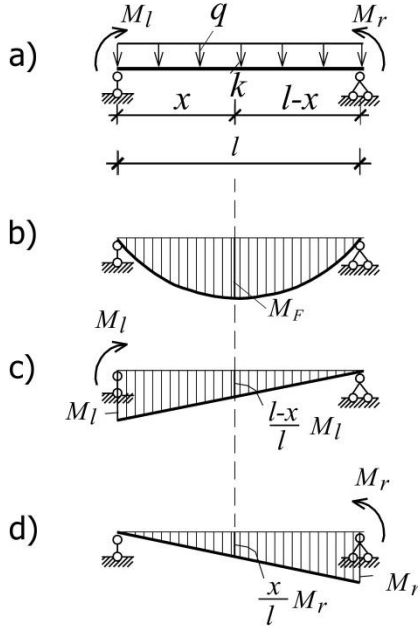 a)
M_l
q
M_r
k
x
l-x
l
b)
M_F
M_l
c)
M_l
l-x
l
M_l
M_r
d)
x
l
M_r
M_r